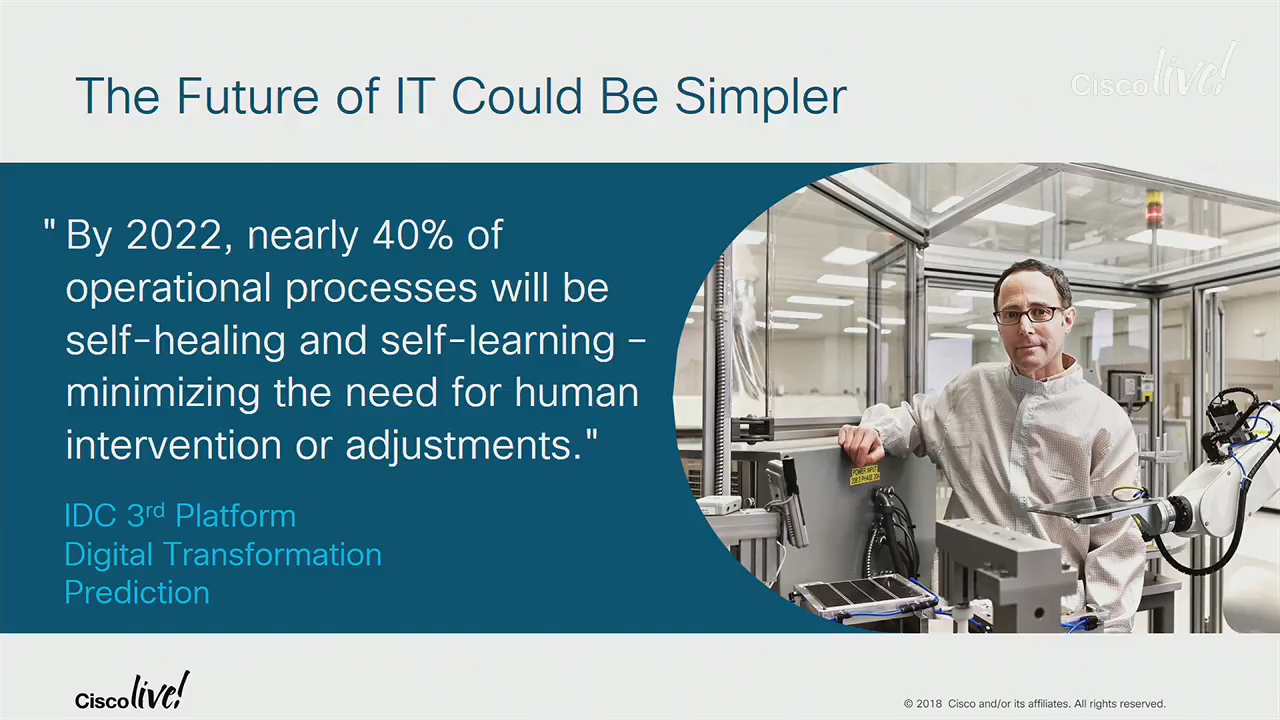 The Future of IT Could Be Simpler
Cisco live!
" By 2022, nearly 40% of
operational processes will be
self-healing and self-learning –
minimizing the need for human
intervention or adjustments."
IDC 3rd Platform
Digital Transformation
Prediction
POWER INPUT
Cisco live!
© 2018 Cisco and/or its affiliates. All rights reserved.